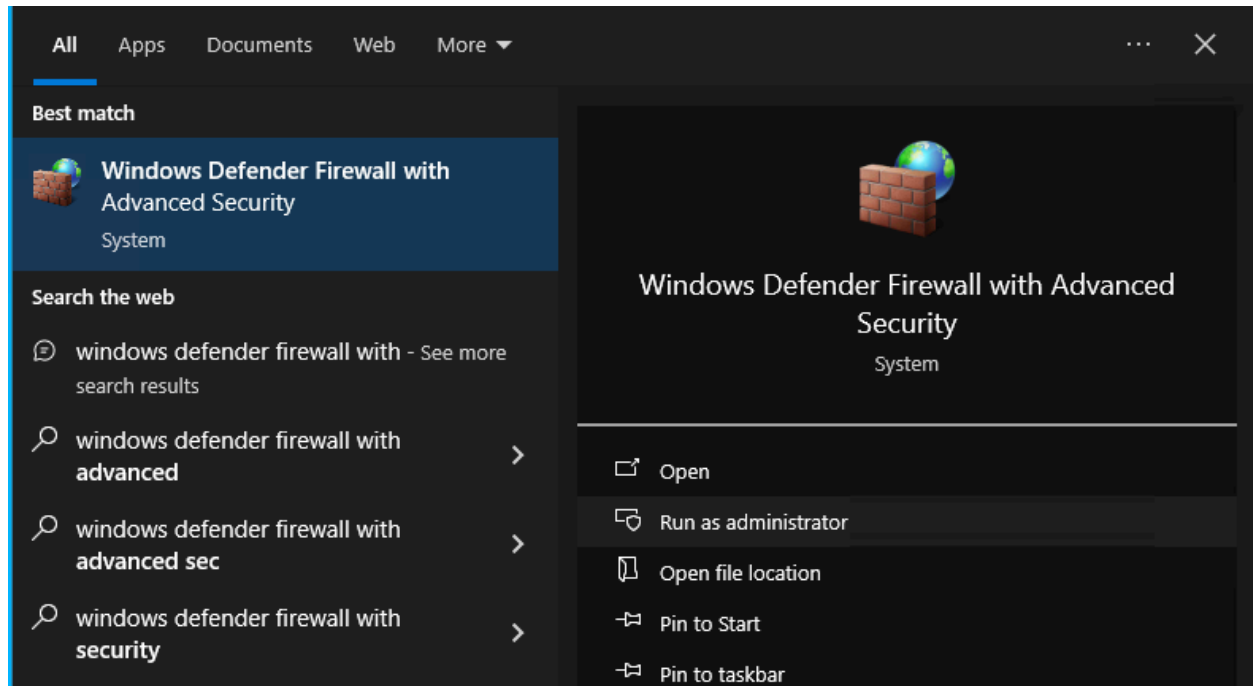 All Apps Documents Web More
Best match
Windows Defender Firewall with
Advanced Security
System
Search the web
windows defender firewall with - See more
search results
windows defender firewall with
advanced
windows defender firewall with
advanced sec
windows defender firewall with
security
Windows Defender Firewall with Advanced
Security
System
Open
Run as administrator
Open file location
Pin to Start
Pin to taskbar